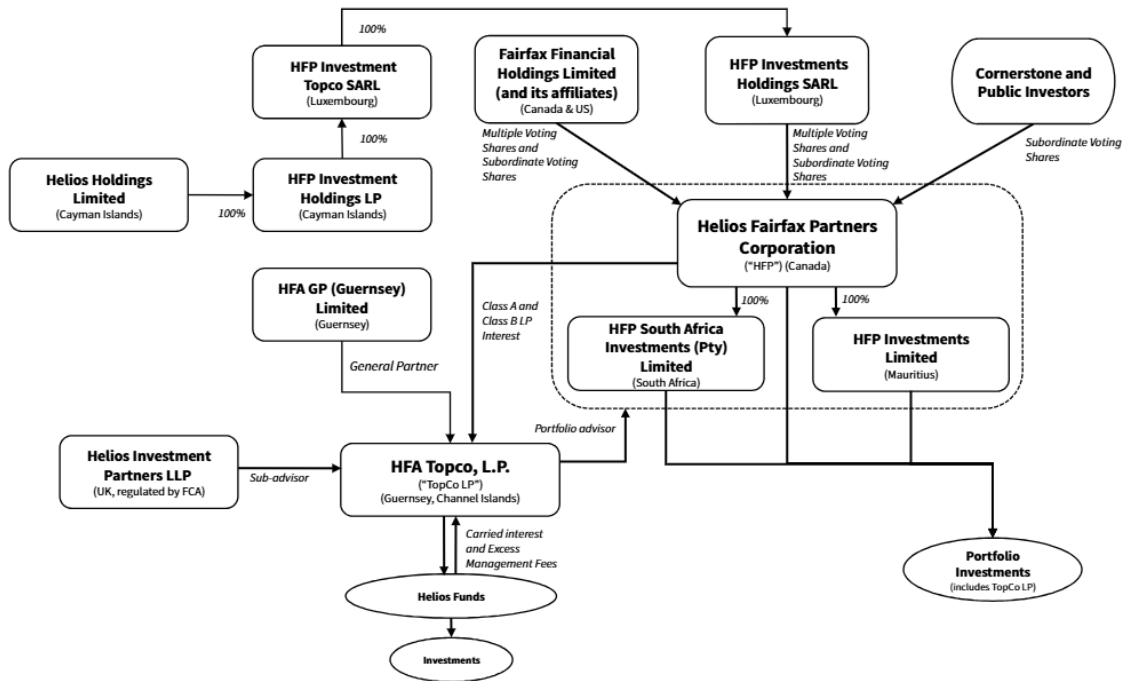 100%
HFP Investment
Topco SARL
(Luxembourg)
Fairfax Financial
Holdings Limited
(and its affiliates)
(Canada & US)
HFP Investments
Holdings SARL
(Luxembourg)
Cornerstone and
Public Investors
100%
Multiple Voting
Shares and
Subordinate Voting
Shares
Multiple Voting
Shares and
Subordinate Voting
Shares
Subordinate Voting
Shares
Helios Holdings
Limited
(Cayman Islands)
100%
HFP Investment
Holdings LP
(Cayman Islands)
Helios Fairfax Partners
Corporation
("HFP") (Canada)
HFA GP (Guernsey)
Limited
(Guernsey)
Class A and
Class B LP
Interest
100%
100%
HFP South Africa
Investments (Pty)
Limited
(South Africa)
HFP Investments
Limited
(Mauritius)
General Partner
Portfolio advisor
Helios Investment
Partners LLP
(UK, regulated by FCA)
Sub-advisor
HFA Topco, L.P.
("TopCo LP")
(Guernsey, Channel Islands)
Carried interest
and Excess
Management Fees
Portfolio
Investments
(includes TopCo LP)
Helios Funds
Investments